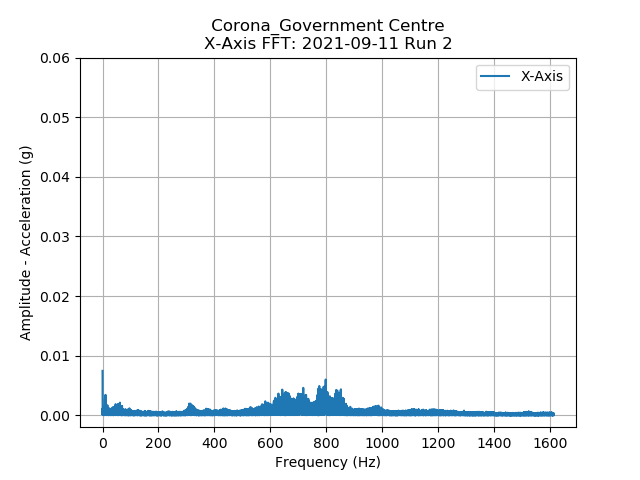 Corona_Government Centre
X-Axis FFT: 2021-09-11 Run 2
X-Axis
0.06
0.05
0.04
0.03
0.02
0.01
0.00
Amplitude - Acceleration (g)
0 200 400 600 800 1000 1200 1400 1600
Frequency (Hz)